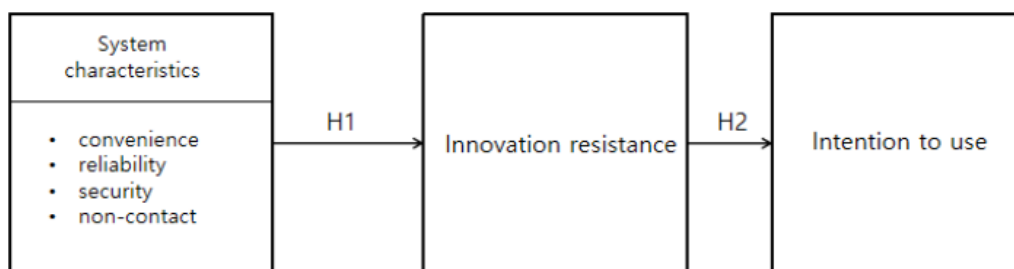 System
characteristics
• convenience
• reliability
• security
• non-contact
H1
Innovation resistance
H2
Intention to use